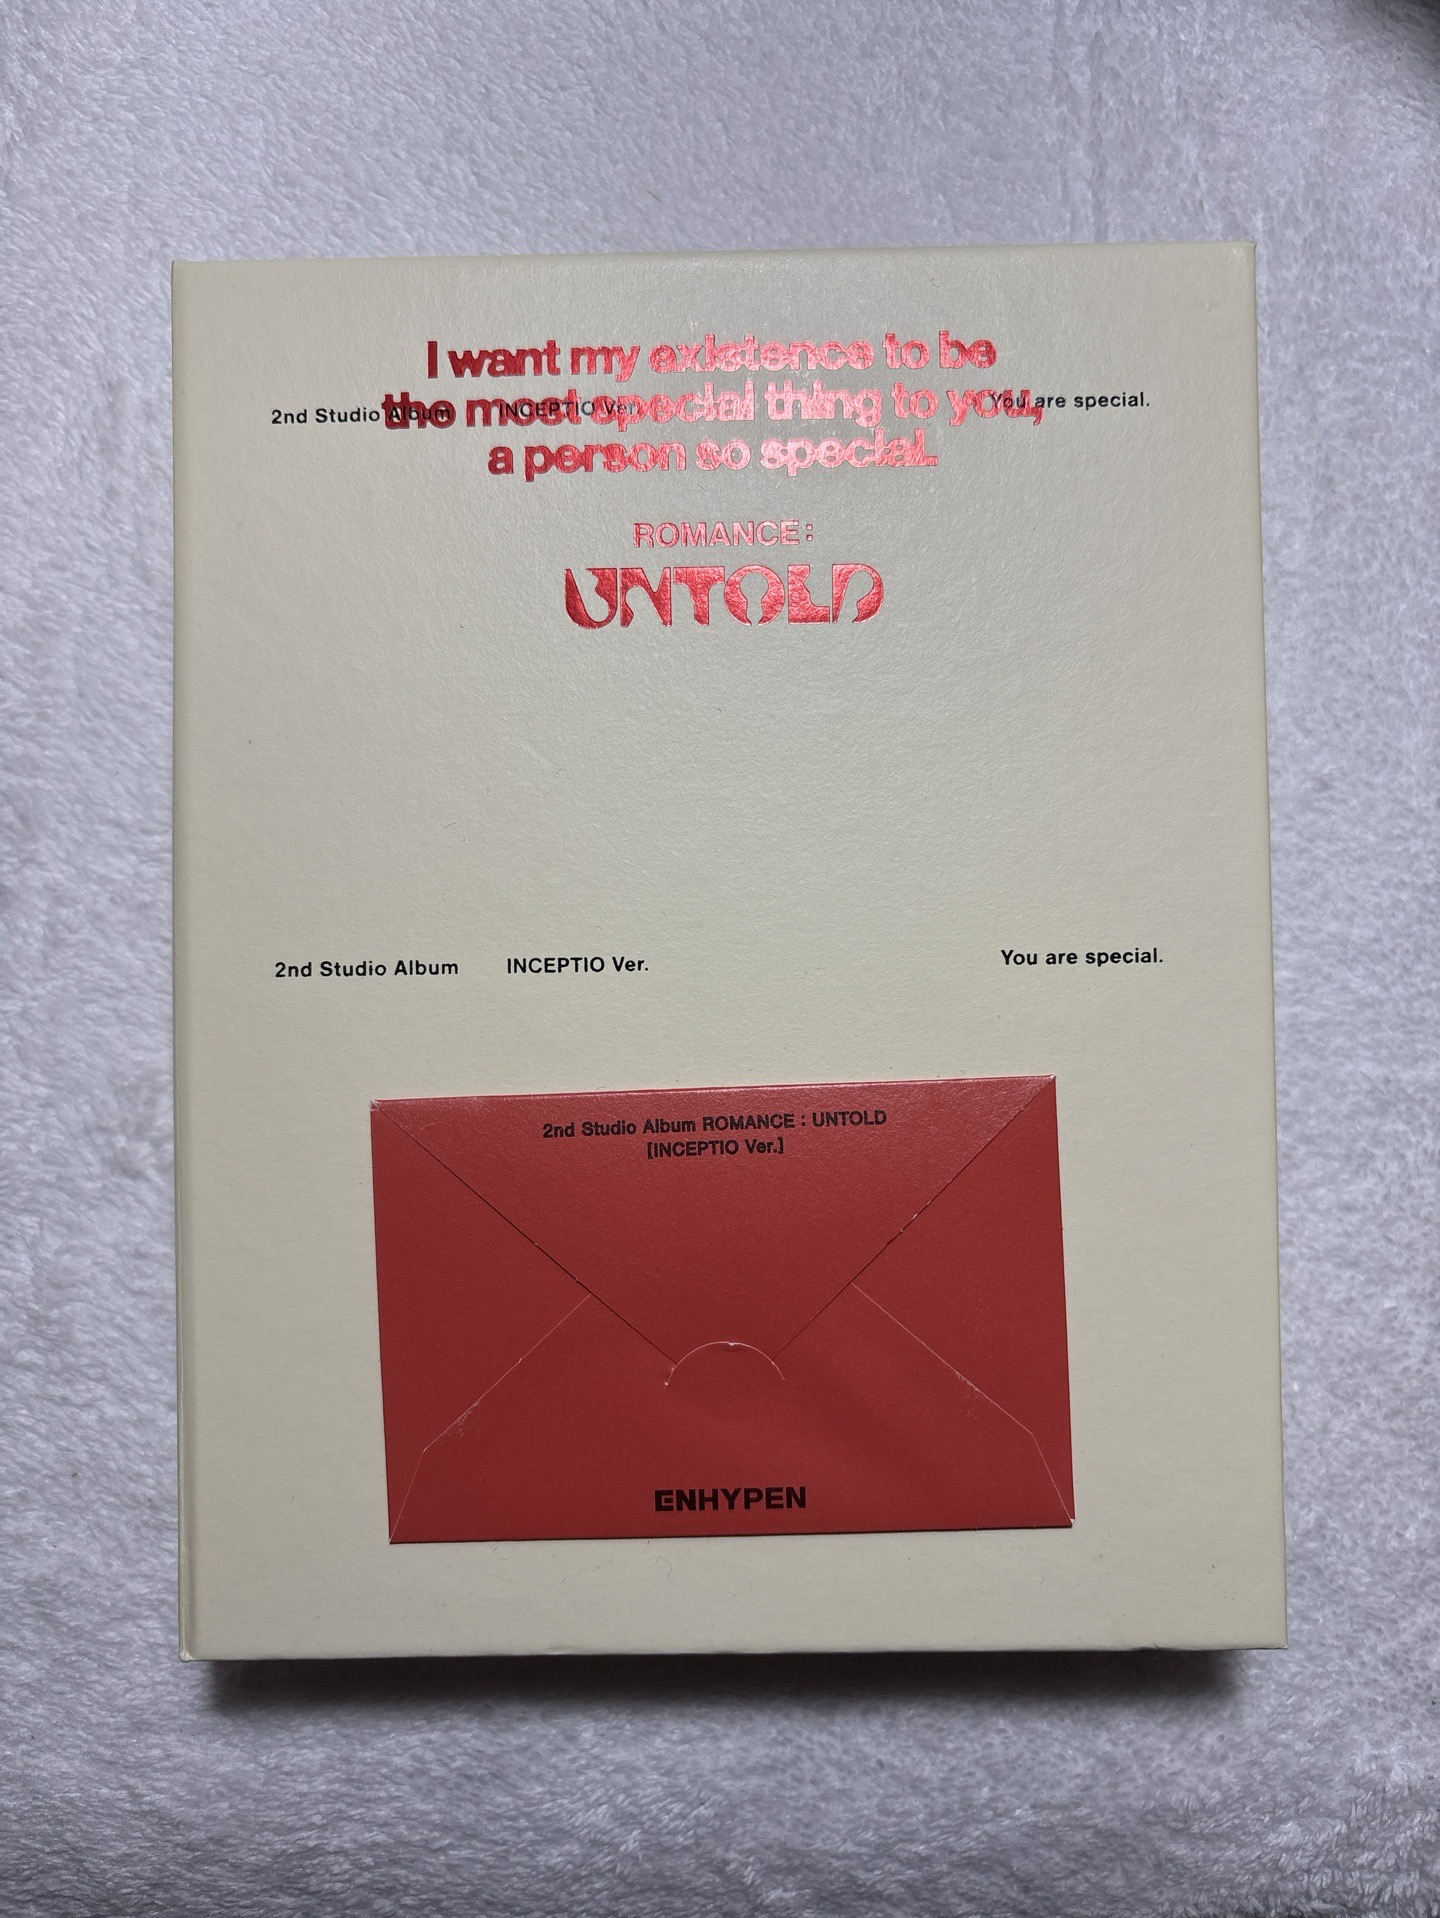 I want my existence to be
the most special thing to you,
a person so special.
2nd Studio Album INCEPTIO Ver. You are special.
ROMANCE :
UNTOLD
2nd Studio Album INCEPTIO Ver. You are special.
2nd Studio Album ROMANCE : UNTOLD
[INCEPTIO Ver.]
ENHYPEN